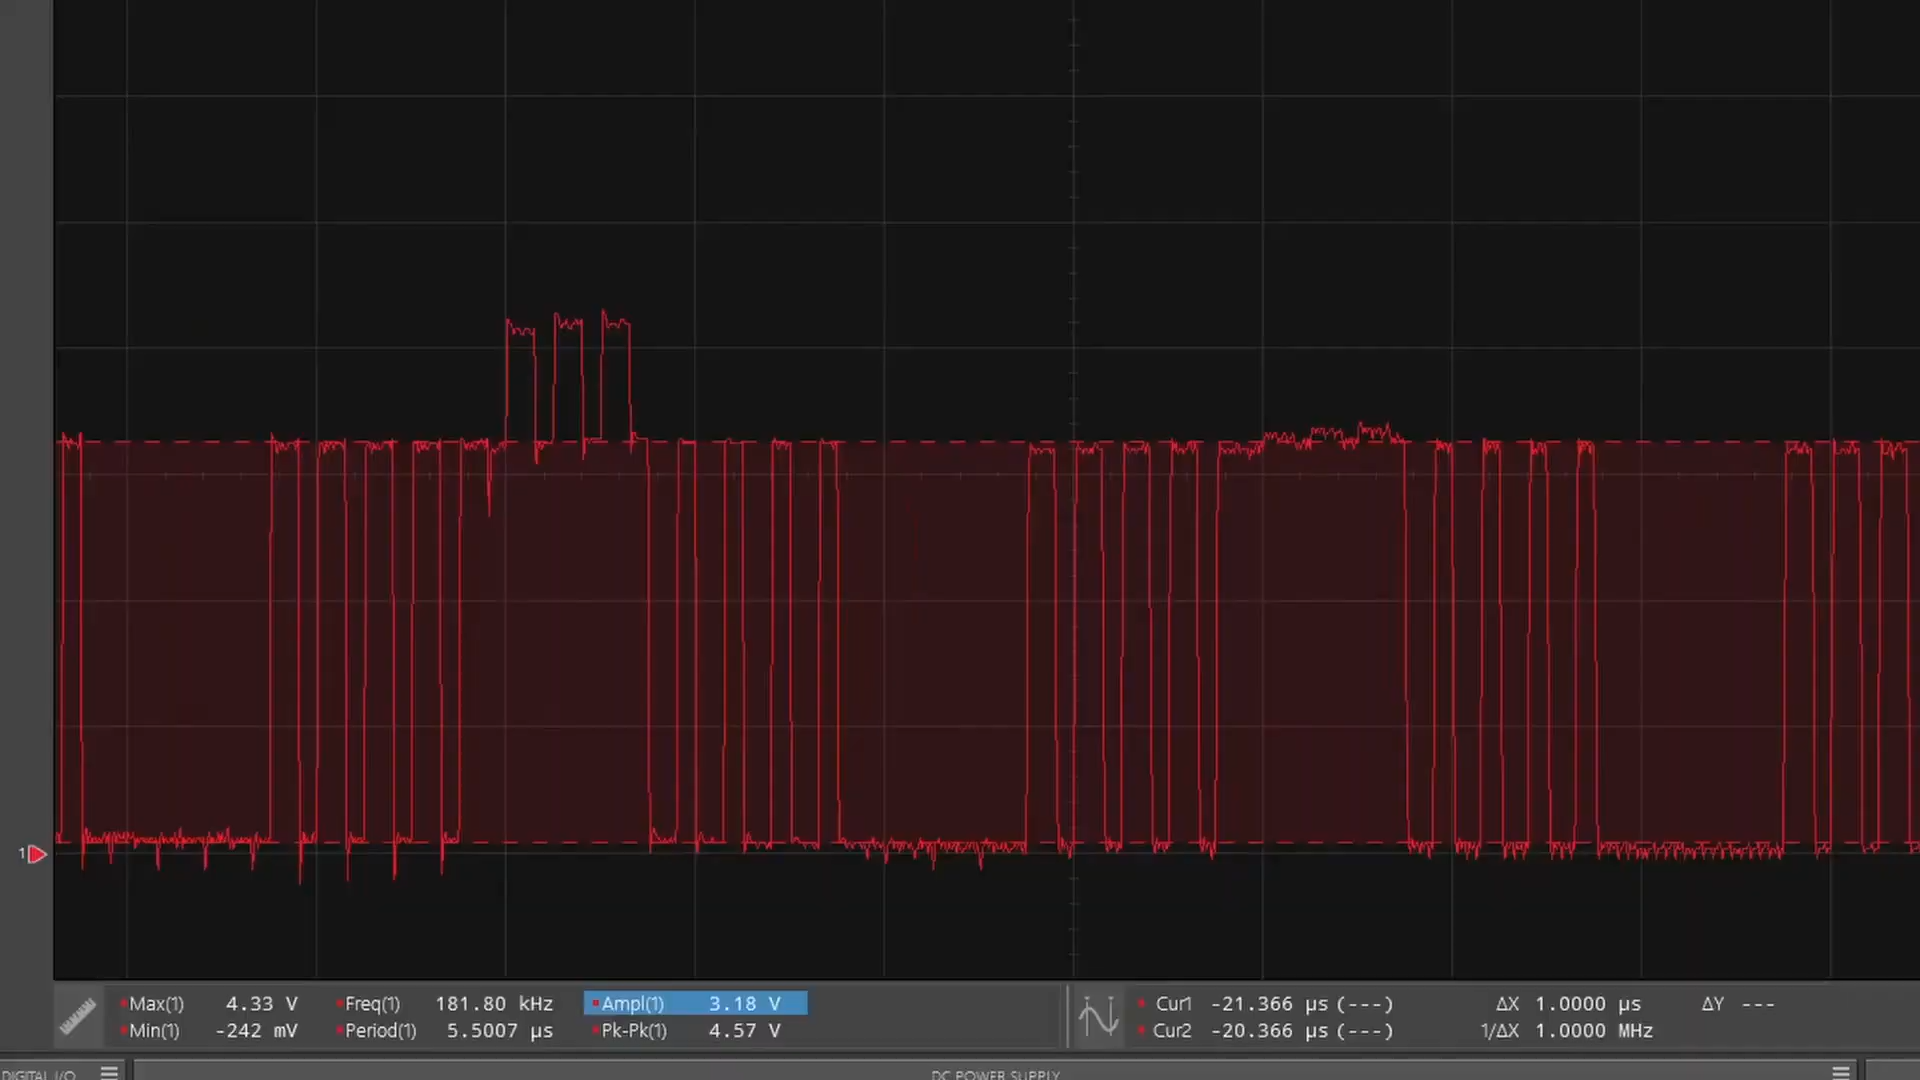 1
Max(1) 4.33 V Freq(1) 181.80 kHz Ampl(1) 3.18 V Cur1 -21.366 µs (---) ΔX 1.0000 µs ΔY ---
Min(1) -242 mV Period(1) 5.5007 µs Pk-Pk(1) 4.57 V Cur2 -20.366 µs (---) 1/ΔX 1.0000 MHz
DIGITAL I/O DC POWER SUPPLY